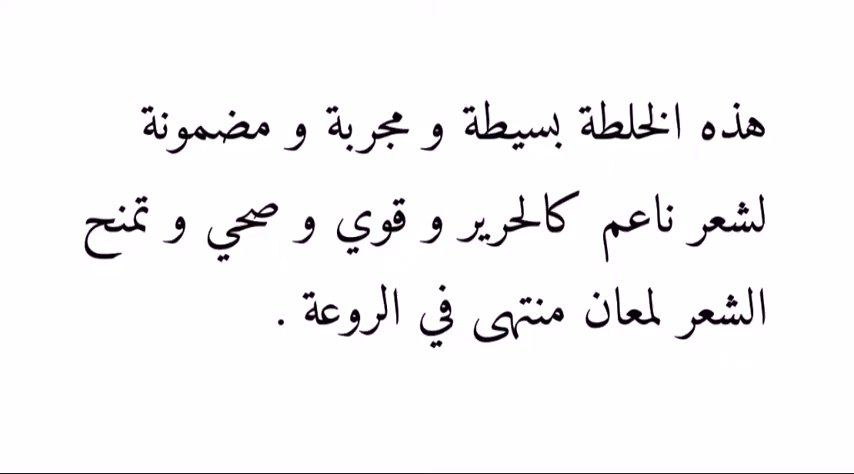 هذه الخلطة بسيطة و مجربة و مضمونة
لشعر ناعم كالحرير و قوي و صحي و تمنح
الشعر لمعان منتهى في الروعة .